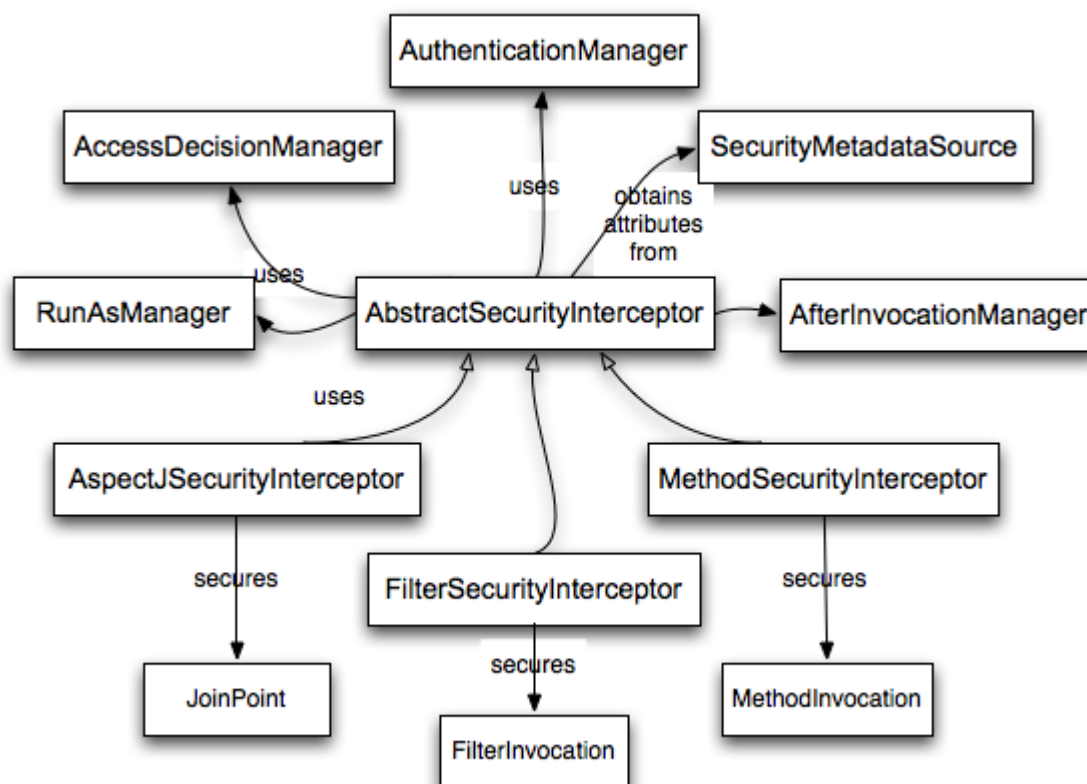 AuthenticationManager
AccessDecisionManager
SecurityMetadataSource
uses
obtains
attributes
from
uses
RunAsManager
AbstractSecurityInterceptor
AfterInvocationManager
uses
AspectJSecurityInterceptor
MethodSecurityInterceptor
secures
FilterSecurityInterceptor
secures
secures
JoinPoint
MethodInvocation
FilterInvocation